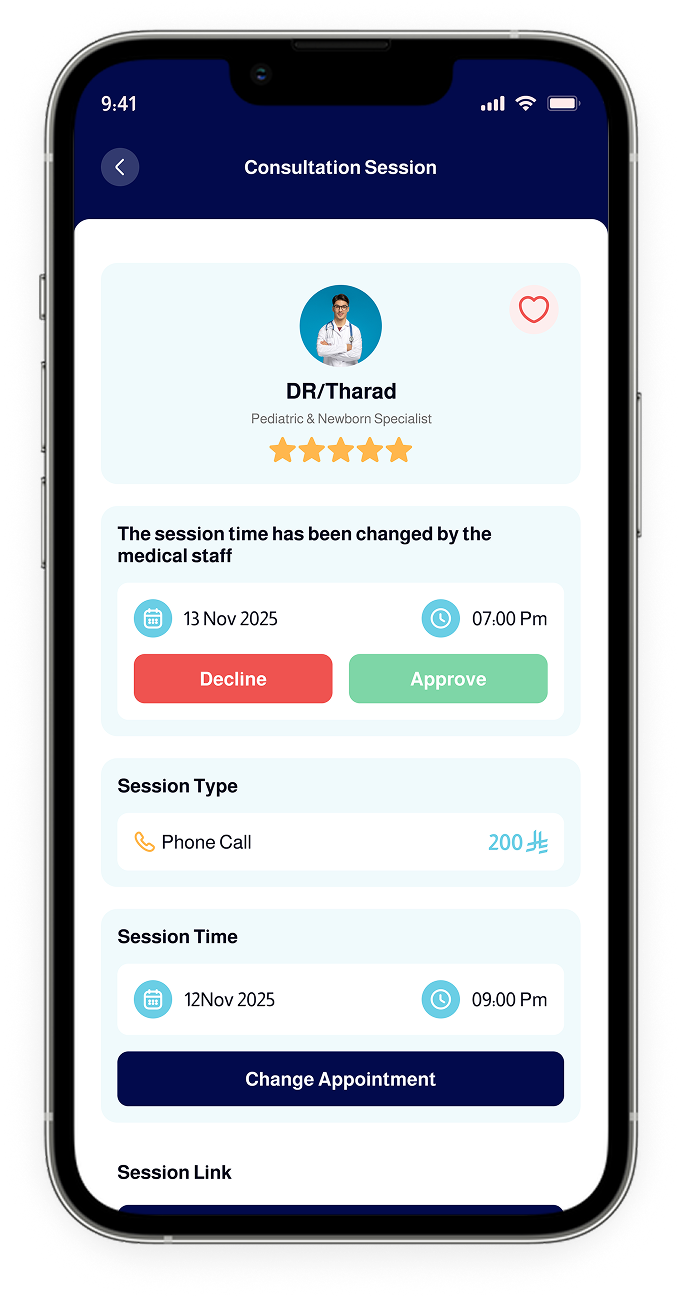 9:41
Consultation Session
DR/Tharad
Pediatric & Newborn Specialist
The session time has been changed by the
medical staff
13 Nov 2025
07:00 Pm
Decline
Approve
Session Type
Phone Call
200
Session Time
12Nov 2025
09:00 Pm
Change Appointment
Session Link